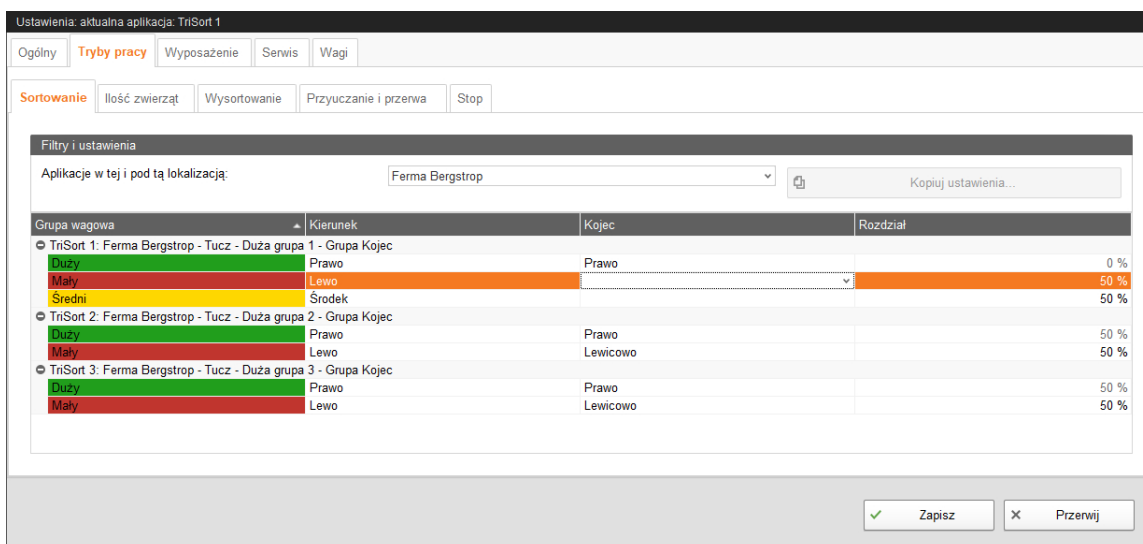 Ustawienia: aktualna aplikacja: TriSort 1
Ogólny Tryby pracy Wyposażenie Serwis Wagi
Sortowanie Ilość zwierząt Wysortowanie Przyuczanie i przerwa Stop
Filtry i ustawienia
Aplikacje w tej i pod tą lokalizacją: Ferma Bergstrop Kopiuj ustawienia...
Grupa wagowa Kierunek Kojec Rozdział
TriSort 1: Ferma Bergstrop - Tucz - Duża grupa 1 - Grupa Kojec
Duży Prawo Prawo 0 %
Mały Lewo 50 %
Średni Środek 50 %
TriSort 2: Ferma Bergstrop - Tucz - Duża grupa 2 - Grupa Kojec
Duży Prawo Prawo 50 %
Mały Lewo Lewicowo 50 %
TriSort 3: Ferma Bergstrop - Tucz - Duża grupa 3 - Grupa Kojec
Duży Prawo Prawo 50 %
Mały Lewo Lewicowo 50 %
Zapisz Przerwij